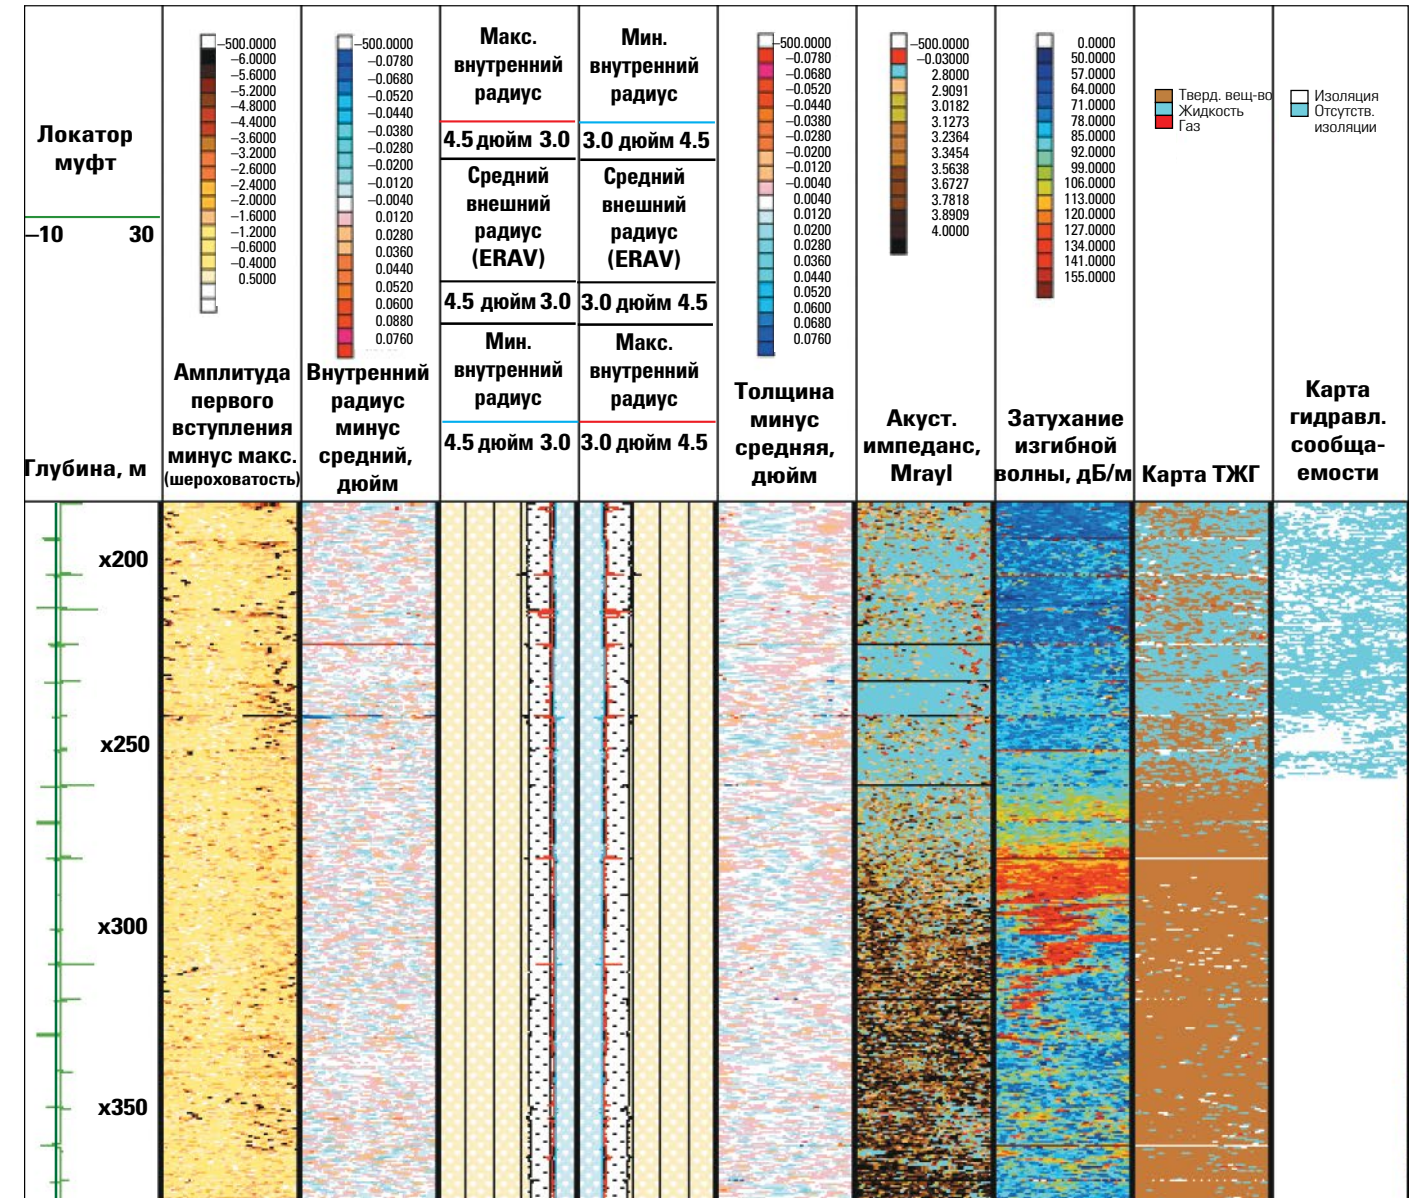 Локатор
муфт
–10 30
Глубина, м
–500.0000
–6.0000
–5.6000
–5.2000
–4.8000
–4.4000
–3.6000
–3.2000
–2.6000
–2.4000
–2.0000
–1.6000
–1.2000
–0.6000
–0.4000
0.5000
Амплитуда
первого
вступления
минус макс.
(шероховатость)
–500.0000
–0.0780
–0.0680
–0.0520
–0.0440
–0.0380
–0.0280
–0.0200
–0.0120
–0.0040
0.0120
0.0280
0.0360
0.0440
0.0520
0.0600
0.0880
0.0760
Внутренний
радиус
минус
средний,
дюйм
Макс.
внутренний
радиус
4.5 дюйм 3.0
Средний
внешний
радиус
(ERAV)
4.5 дюйм 3.0
Мин.
внутренний
радиус
4.5 дюйм 3.0
Мин.
внутренний
радиус
3.0 дюйм 4.5
Средний
внешний
радиус
(ERAV)
3.0 дюйм 4.5
Макс.
внутренний
радиус
3.0 дюйм 4.5
–500.0000
–0.0780
–0.0680
–0.0520
–0.0440
–0.0380
–0.0280
–0.0200
–0.0120
–0.0040
0.0040
0.0120
0.0200
0.0280
0.0360
0.0440
0.0520
0.0600
0.0680
0.0760
Толщина
минус
средняя,
дюйм
–500.0000
–0.03000
2.8000
2.9091
3.0182
3.1273
3.2364
3.3454
3.5638
3.6727
3.7818
3.8909
4.0000
Акуст.
импеданс,
Mrayl
0.0000
50.0000
57.0000
64.0000
71.0000
78.0000
85.0000
92.0000
99.0000
106.0000
113.0000
120.0000
127.0000
134.0000
141.0000
155.0000
Затухание
изгибной
волны, дБ/м
Тверд. вещ-во
Жидкость
Газ
Карта ТЖГ
Изоляция
Отсутств.
изоляции
Карта
гидравл.
сообща-
емости
x200
x250
x300
x350